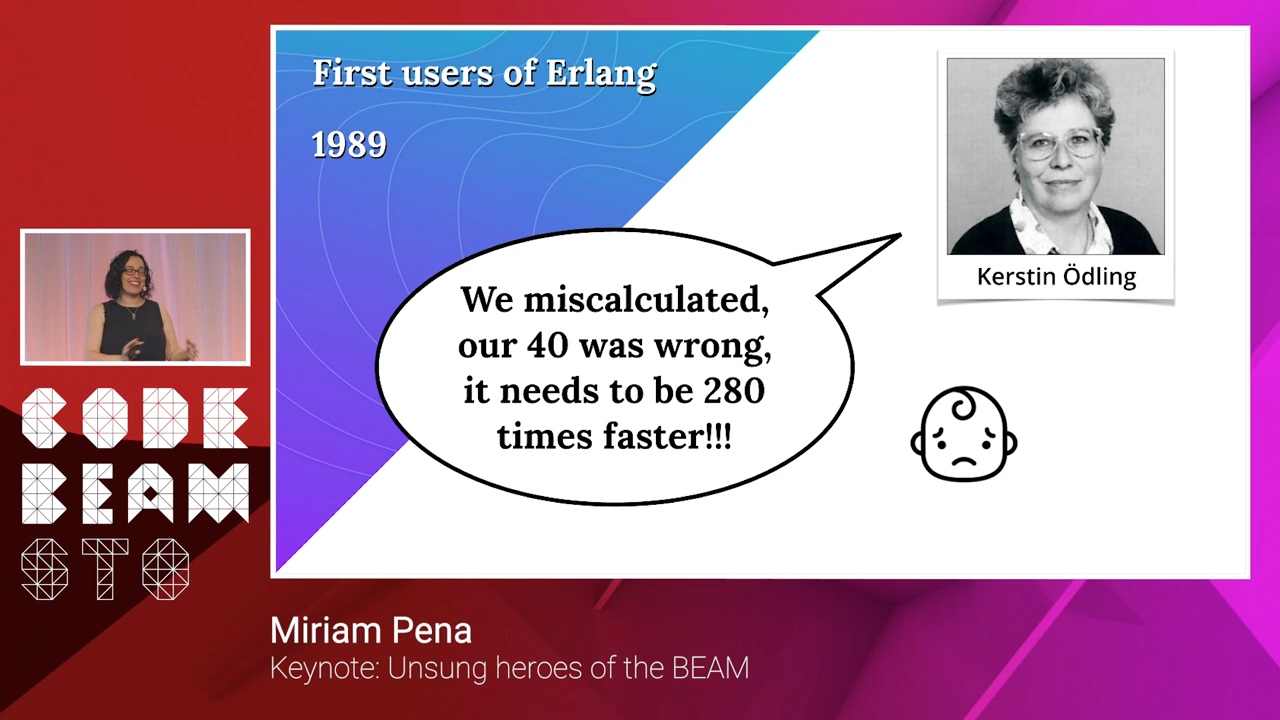 First users of Erlang
1989
Kerstin Ödling
We miscalculated,
our 40 was wrong,
it needs to be 280
times faster!!!
CODE
BEAM
STO
Miriam Pena
Keynote: Unsung heroes of the BEAM